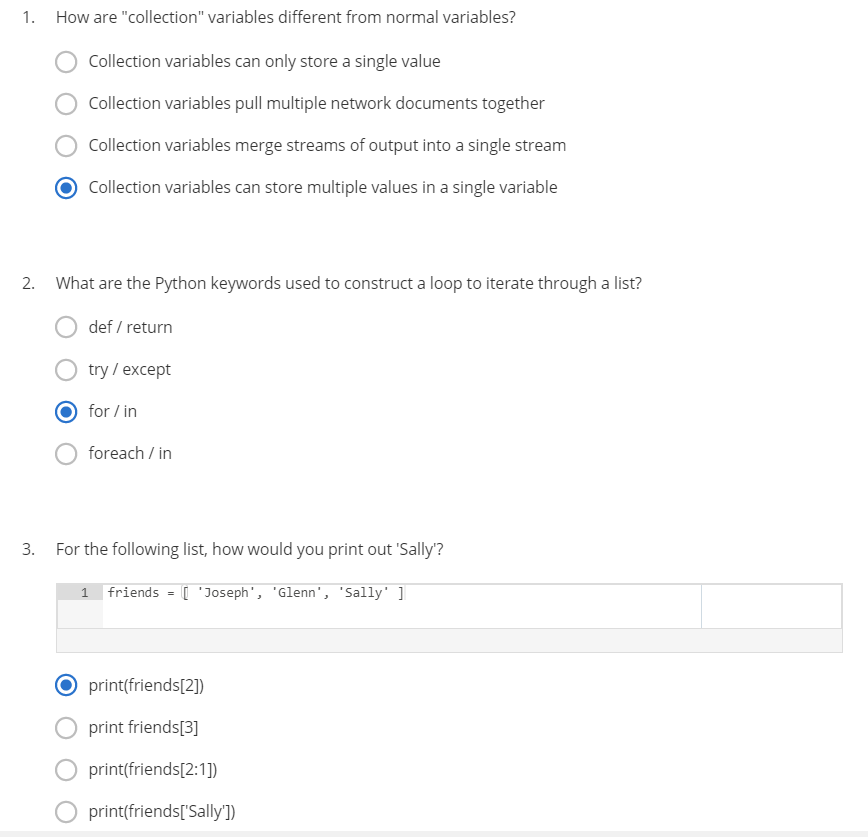 1. How are "collection" variables different from normal variables?
Collection variables can only store a single value
Collection variables pull multiple network documents together
Collection variables merge streams of output into a single stream
Collection variables can store multiple values in a single variable
2. What are the Python keywords used to construct a loop to iterate through a list?
def / return
try / except
for / in
foreach / in
3. For the following list, how would you print out 'Sally'?
1 friends = [ 'Joseph', 'Glenn', 'Sally' ]
print(friends[2])
print friends[3]
print(friends[2:1])
print(friends['Sally'])